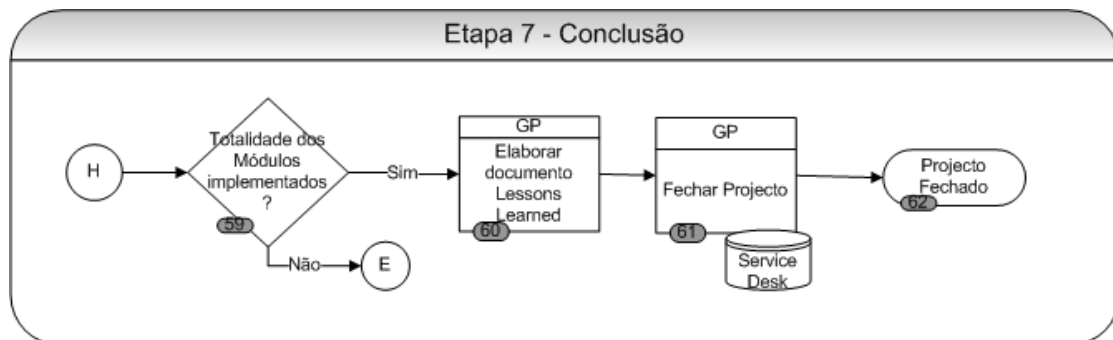 Etapa 7 - Conclusão
H
Totalidade dos
Módulos
implementados
?
59
Sim
Não
E
GP
Elaborar
documento
Lessons
Learned
60
GP
Fechar Projecto
61
Service
Desk
Projecto
Fechado
62